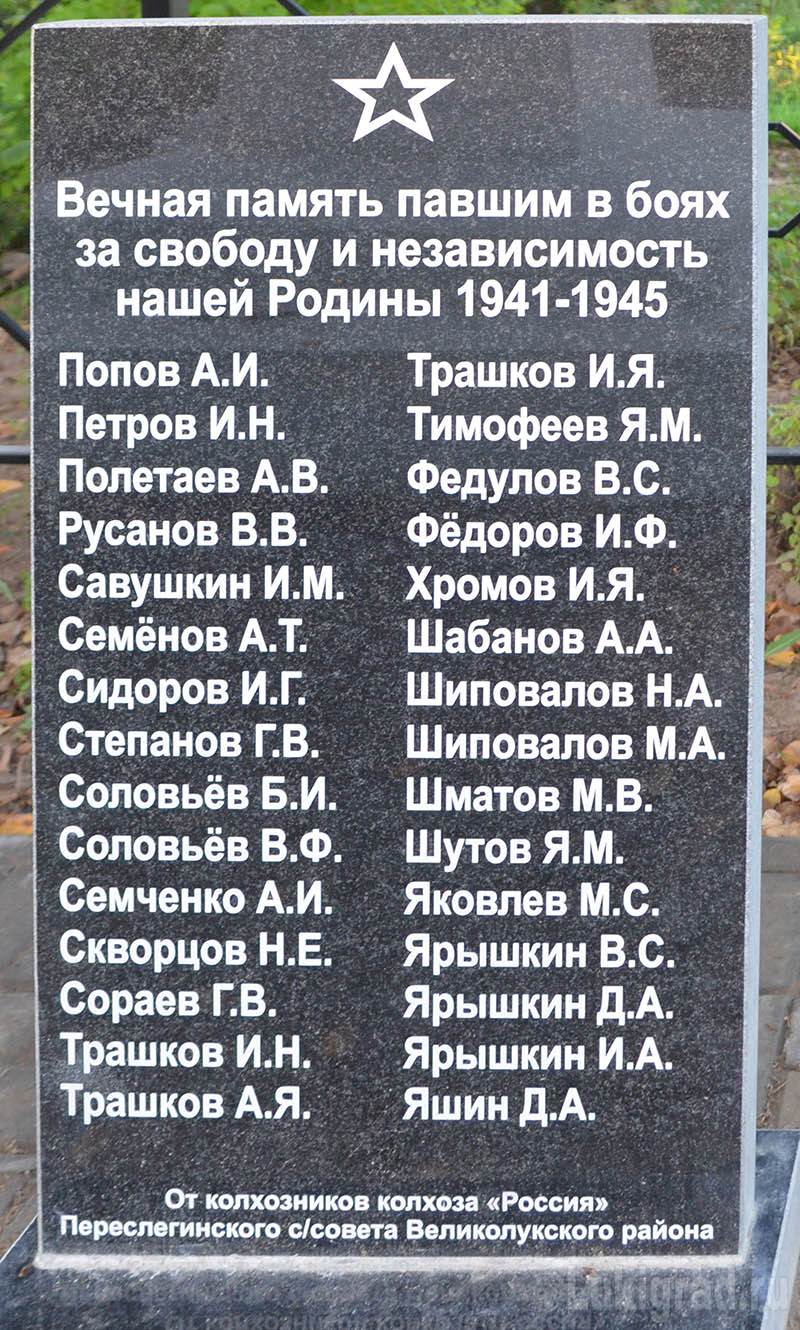 Вечная память павшим в боях
за свободу и независимость
нашей Родины 1941-1945
Попов А.И.
Петров И.Н.
Полетаев А.В.
Русанов В.В.
Савушкин И.М.
Семёнов А.Т.
Сидоров И.Г.
Степанов Г.В.
Соловьёв Б.И.
Соловьёв В.Ф.
Семченко А.И.
Скворцов Н.Е.
Сораев Г.В.
Трашков И.Н.
Трашков А.Я.
Трашков И.Я.
Тимофеев Я.М.
Федулов В.С.
Фёдоров И.Ф.
Хромов И.Я.
Шабанов А.А.
Шиповалов Н.А.
Шиповалов М.А.
Шматов М.В.
Шутов Я.М.
Яковлев М.С.
Ярышкин В.С.
Ярышкин Д.А.
Ярышкин И.А.
Яшин Д.А.
От колхозников колхоза «Россия»
Переслегинского с/совета Великолукского района
Lukigrad.ru